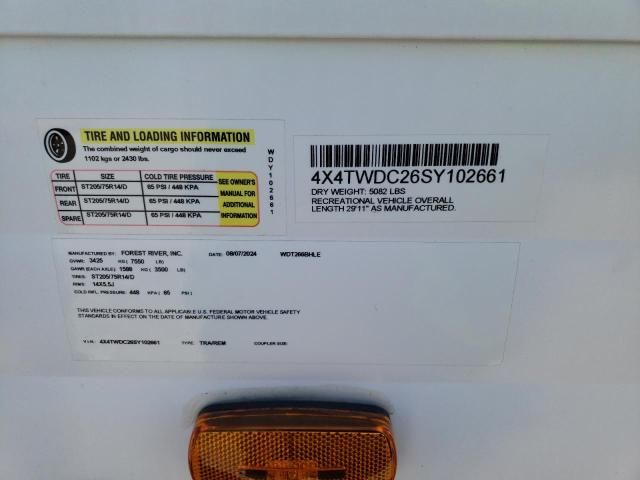 TIRE AND LOADING INFORMATION
The combined weight of cargo should never exceed
1102 kgs or 2430 lbs.
TIRE SIZE COLD TIRE PRESSURE
FRONT ST205/75R14/D 65 PSI / 448 KPA
REAR ST205/75R14/D 65 PSI / 448 KPA
SPARE ST205/75R14/D 65 PSI / 448 KPA
SEE OWNER'S
MANUAL FOR
ADDITIONAL
INFORMATION
WDY102661
4X4TWDC26SY102661
DRY WEIGHT: 5082 LBS
RECREATIONAL VEHICLE OVERALL
LENGTH 29'11" AS MANUFACTURED.
MANUFACTURED BY: FOREST RIVER, INC. DATE: 08/07/2024 WDT266BHLE
GVWR: 3425 KG ( 7550 LB)
GAWR (EACH AXLE) 1588 KG ( 3500 LB)
TIRES: ST205/75R14/D
RIMS: 14X5.5J
COLD INFL. PRESSURE: 448 KPA ( 65 PSI )
THIS VEHICLE CONFORMS TO ALL APPLICABLE U.S. FEDERAL MOTOR VEHICLE SAFETY
STANDARDS IN EFFECT ON THE DATE OF MANUFACTURE SHOWN ABOVE.
V.I.N.: 4X4TWDC26SY102661 TYPE: TRA/REM COUPLER SIZE: